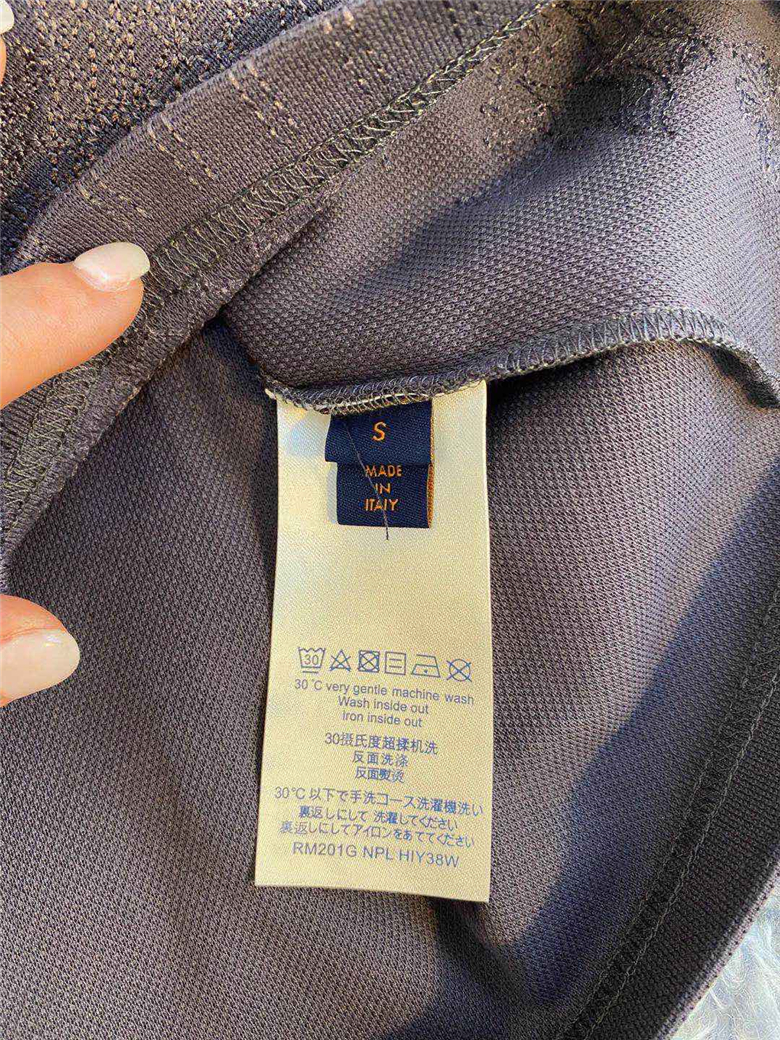 S
MADE
IN
ITALY
30
30°C very gentle machine wash
Wash inside out
Iron inside out
30摄氏度超揉机洗
反面洗涤
反面熨烫
30℃以下で手洗コース洗濯機洗い
裏返しにして 洗濯してください
裏返しにしてアイロンをあててください
RM201G NPL HIY38W